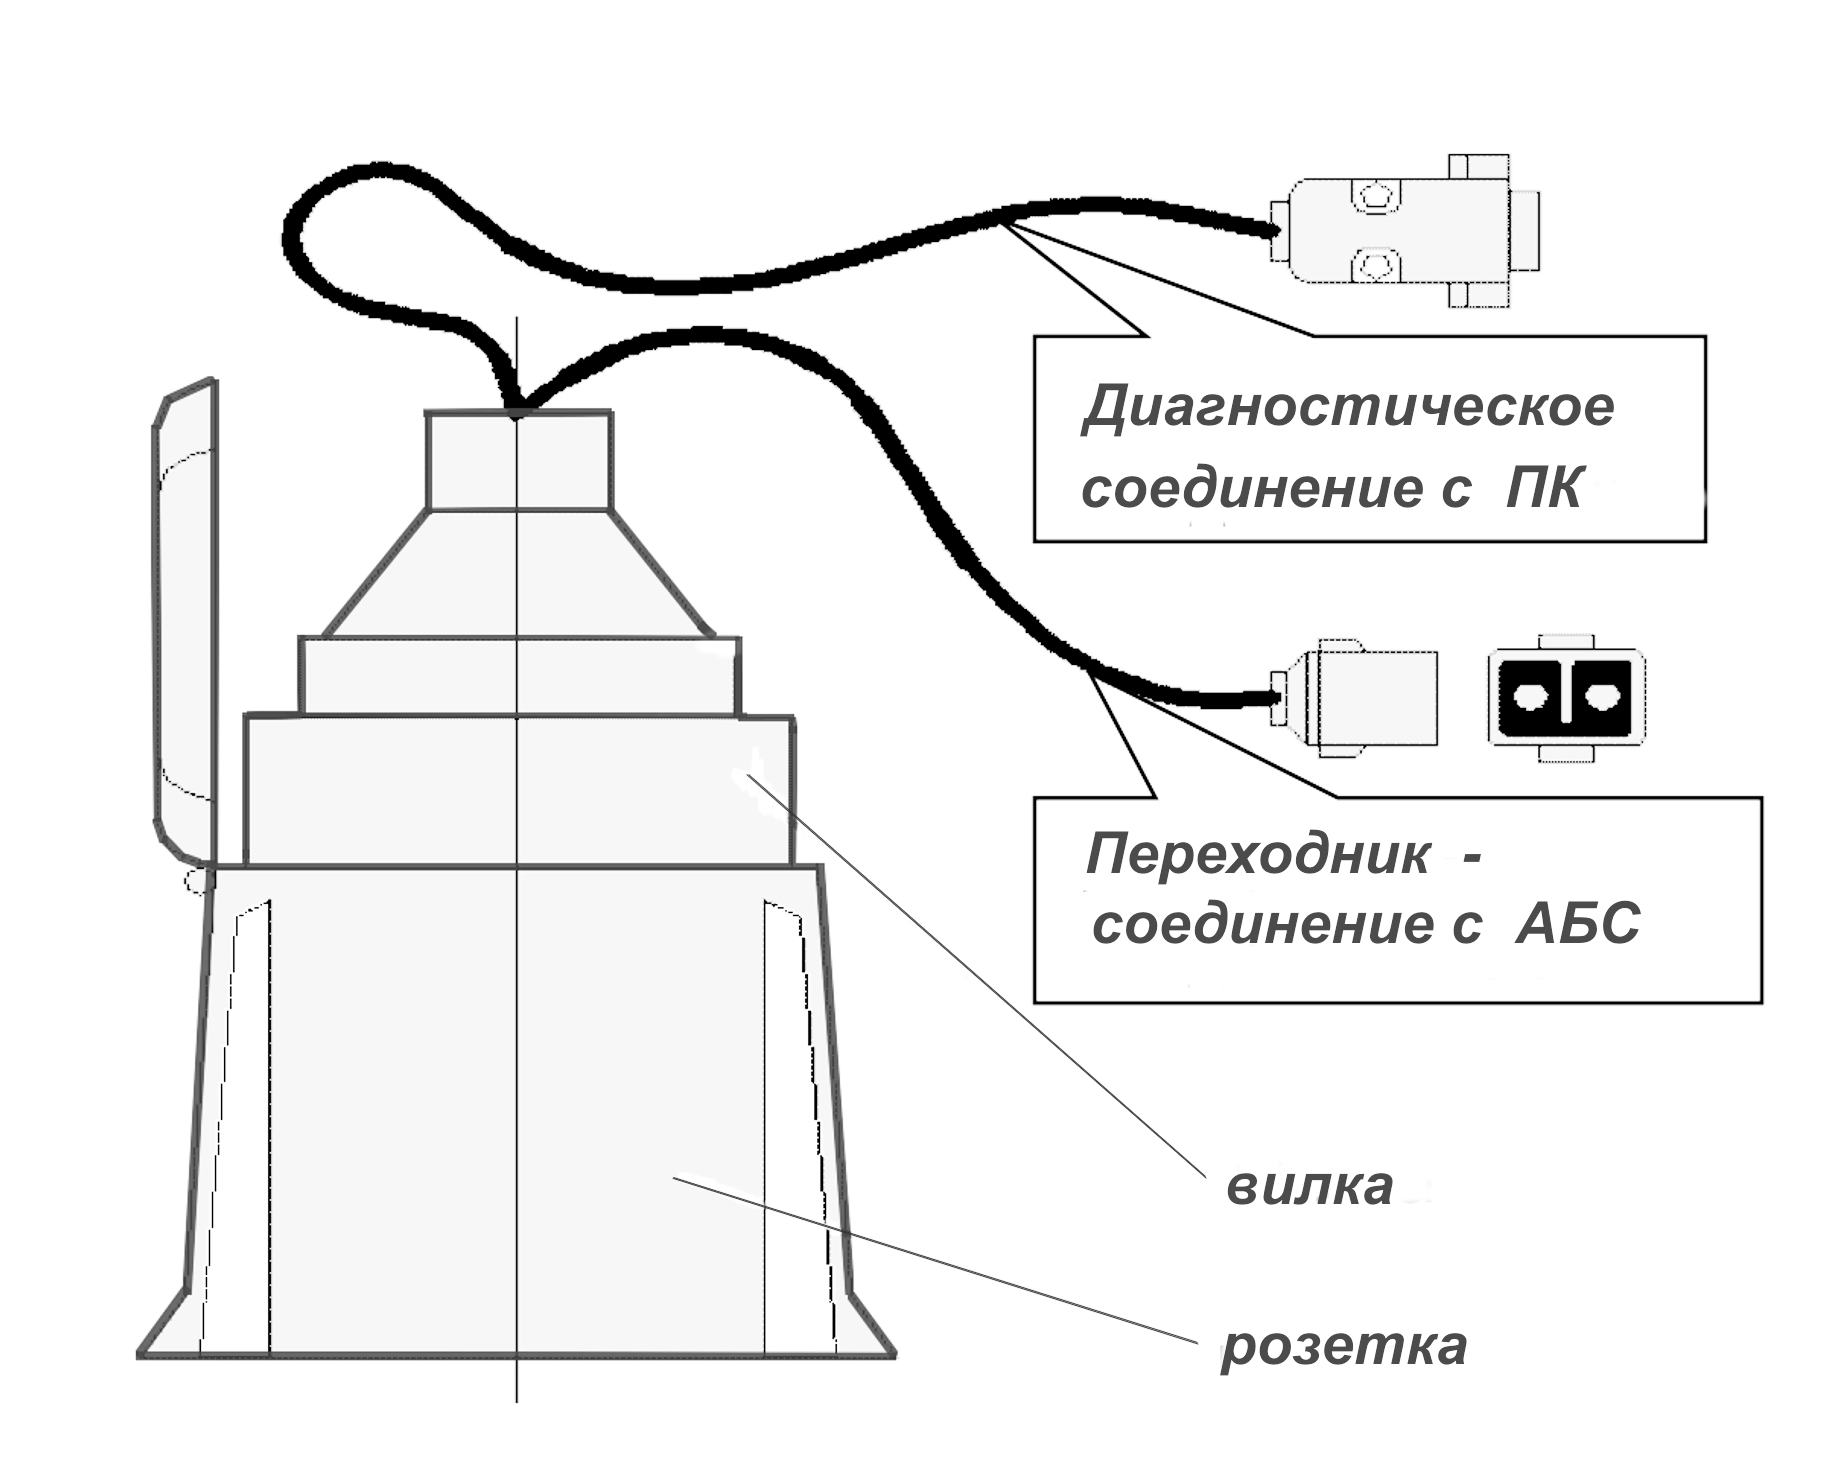 Диагностическое
соединение с ПК
Переходник -
соединение с АБС
вилка
розетка